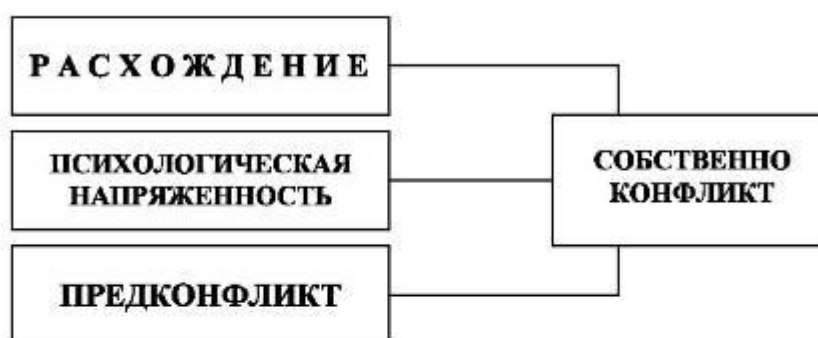 РАСХОЖДЕНИЕ
ПСИХОЛОГИЧЕСКАЯ
НАПРЯЖЕННОСТЬ
СОБСТВЕННО
КОНФЛИКТ
ПРЕДКОНФЛИКТ